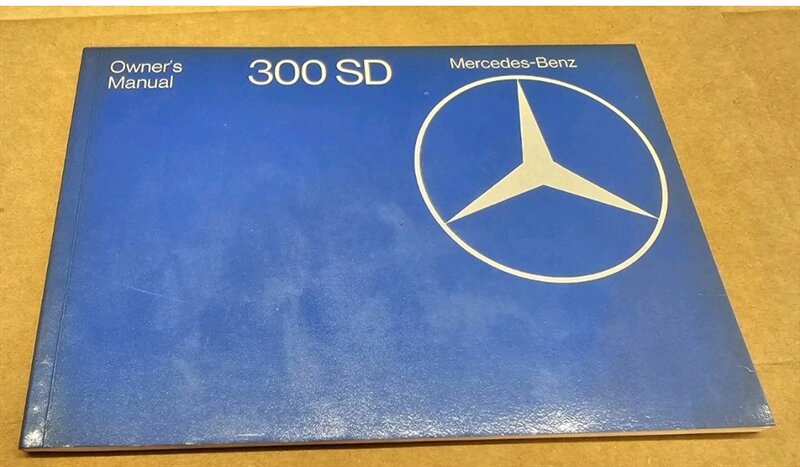 Owner's
Manual
300 SD
Mercedes-Benz